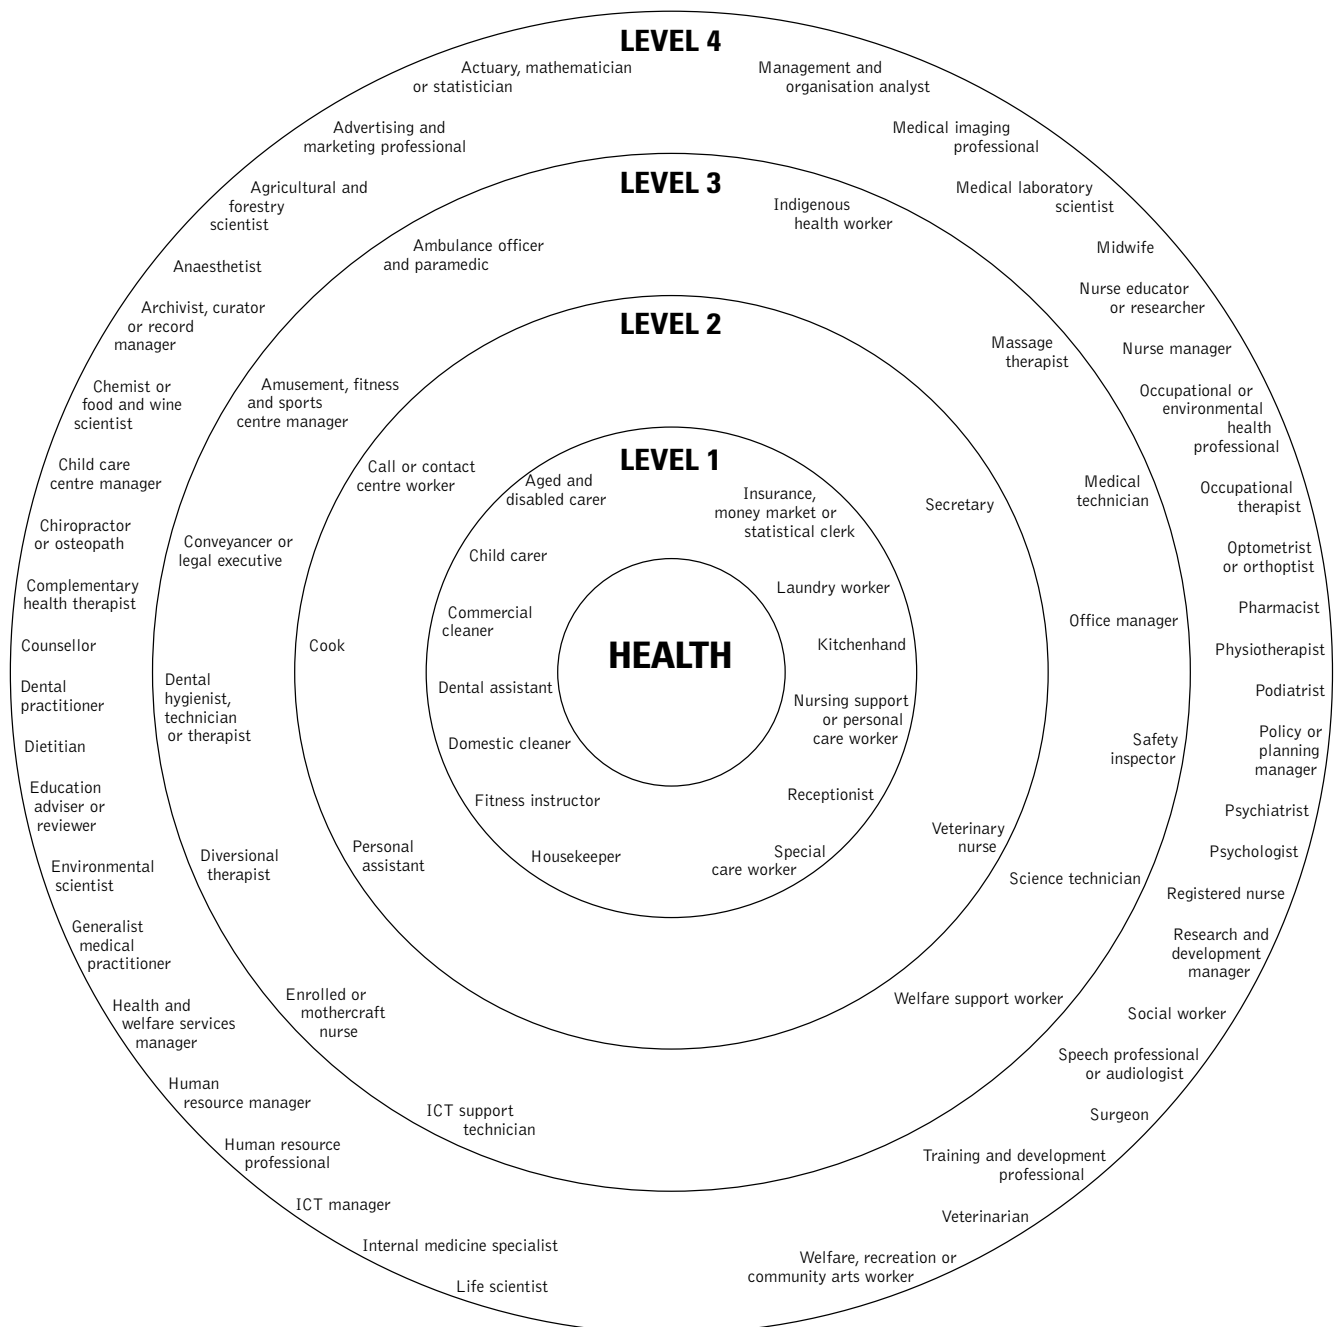 LEVEL 4
Actuary, mathematician
or statistician
Advertising and
marketing professional
Agricultural and
forestry
scientist
Anaesthetist
Archivist, curator
or record
manager
Chemist or
food and wine
scientist
Child care
centre manager
Chiropractor
or osteopath
Complementary
health therapist
Counsellor
Dental
practitioner
Dietitian
Education
adviser or
reviewer
Environmental
scientist
Generalist
medical
practitioner
Health and
welfare services
manager
Human
resource manager
Human resource
professional
ICT manager
Internal medicine specialist
Life scientist
Management and
organisation analyst
Medical imaging
professional
Medical laboratory
scientist
Midwife
Nurse educator
or researcher
Nurse manager
Occupational or
environmental
health
professional
Occupational
therapist
Optometrist
or orthoptist
Pharmacist
Physiotherapist
Podiatrist
Policy or
planning
manager
Psychiatrist
Psychologist
Registered nurse
Research and
development
manager
Social worker
Speech professional
or audiologist
Surgeon
Training and development
professional
Veterinarian
Welfare, recreation or
community arts worker
LEVEL 3
Ambulance officer
and paramedic
Amusement, fitness
and sports
centre manager
Conveyancer or
legal executive
Dental
hygienist,
technician
or therapist
Diversional
therapist
Enrolled or
mothercraft
nurse
ICT support
technician
Indigenous
health worker
Massage
therapist
Medical
technician
Office manager
Safety
inspector
Science technician
Welfare support worker
LEVEL 2
Call or contact
centre worker
Cook
Personal
assistant
Secretary
Veterinary
nurse
LEVEL 1
Aged and
disabled carer
Child carer
Commercial
cleaner
Dental assistant
Domestic cleaner
Fitness instructor
Housekeeper
Insurance,
money market or
statistical clerk
Laundry worker
Kitchenhand
Nursing support
or personal
care worker
Receptionist
Special
care worker
HEALTH